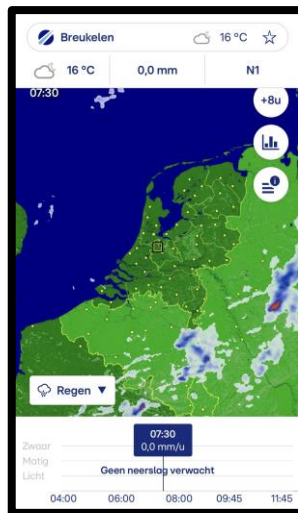 Breukelen 16 °C
16 °C 0,0 mm N1
07:30
+8u
Regen
07:30
0,0 mm/u
Zwaar
Matig
Licht
Geen neerslag verwacht
04:00 06:00 08:00 09:45 11:45